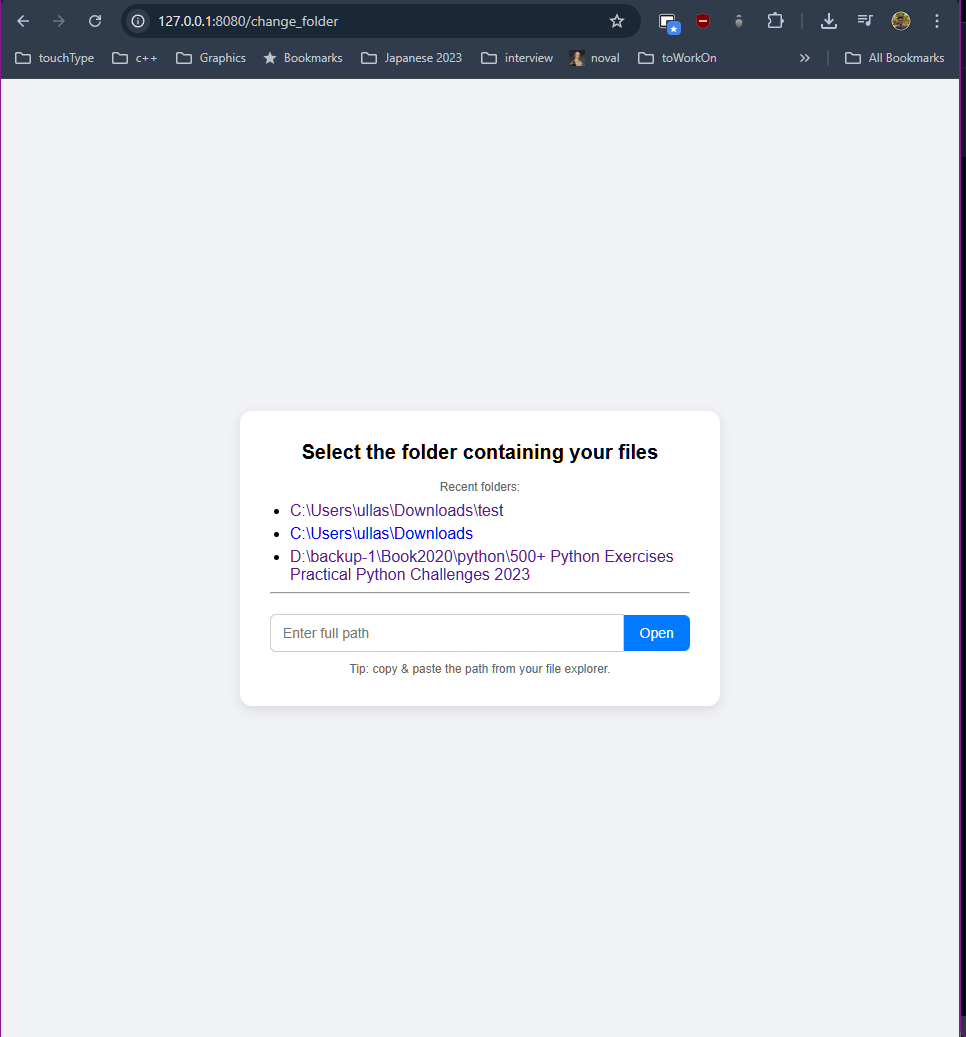 127.0.0.1:8080/change_folder
touchType
c++
Graphics
Bookmarks
Japanese 2023
interview
noval
toWorkOn
All Bookmarks
Select the folder containing your files
Recent folders:
C:\Users\ullas\Downloads\test
C:\Users\ullas\Downloads
D:\backup-1\Book2020\python\500+ Python Exercises
Practical Python Challenges 2023
Enter full path
Open
Tip: copy & paste the path from your file explorer.